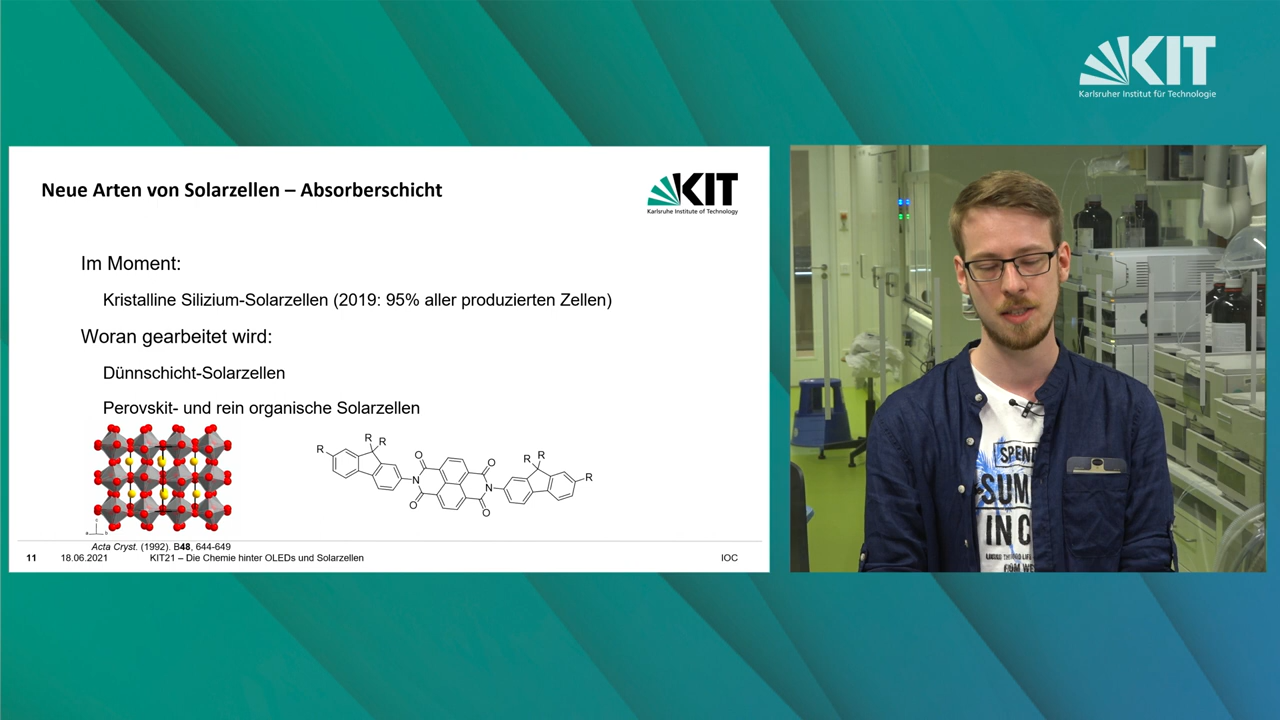 KIT
Karlsruher Institut für Technologie
Neue Arten von Solarzellen – Absorberschicht
KIT
Karlsruhe Institute of Technology
Im Moment:
Kristalline Silizium-Solarzellen (2019: 95% aller produzierten Zellen)
Woran gearbeitet wird:
Dünnschicht-Solarzellen
Perovskit- und rein organische Solarzellen
R R R O O N O O N R R R
Acta Cryst. (1992). B48, 644-649
11 18.06.2021 KIT21 – Die Chemie hinter OLEDs und Solarzellen IOC
SPEND
SUM
IN C
FROM WE